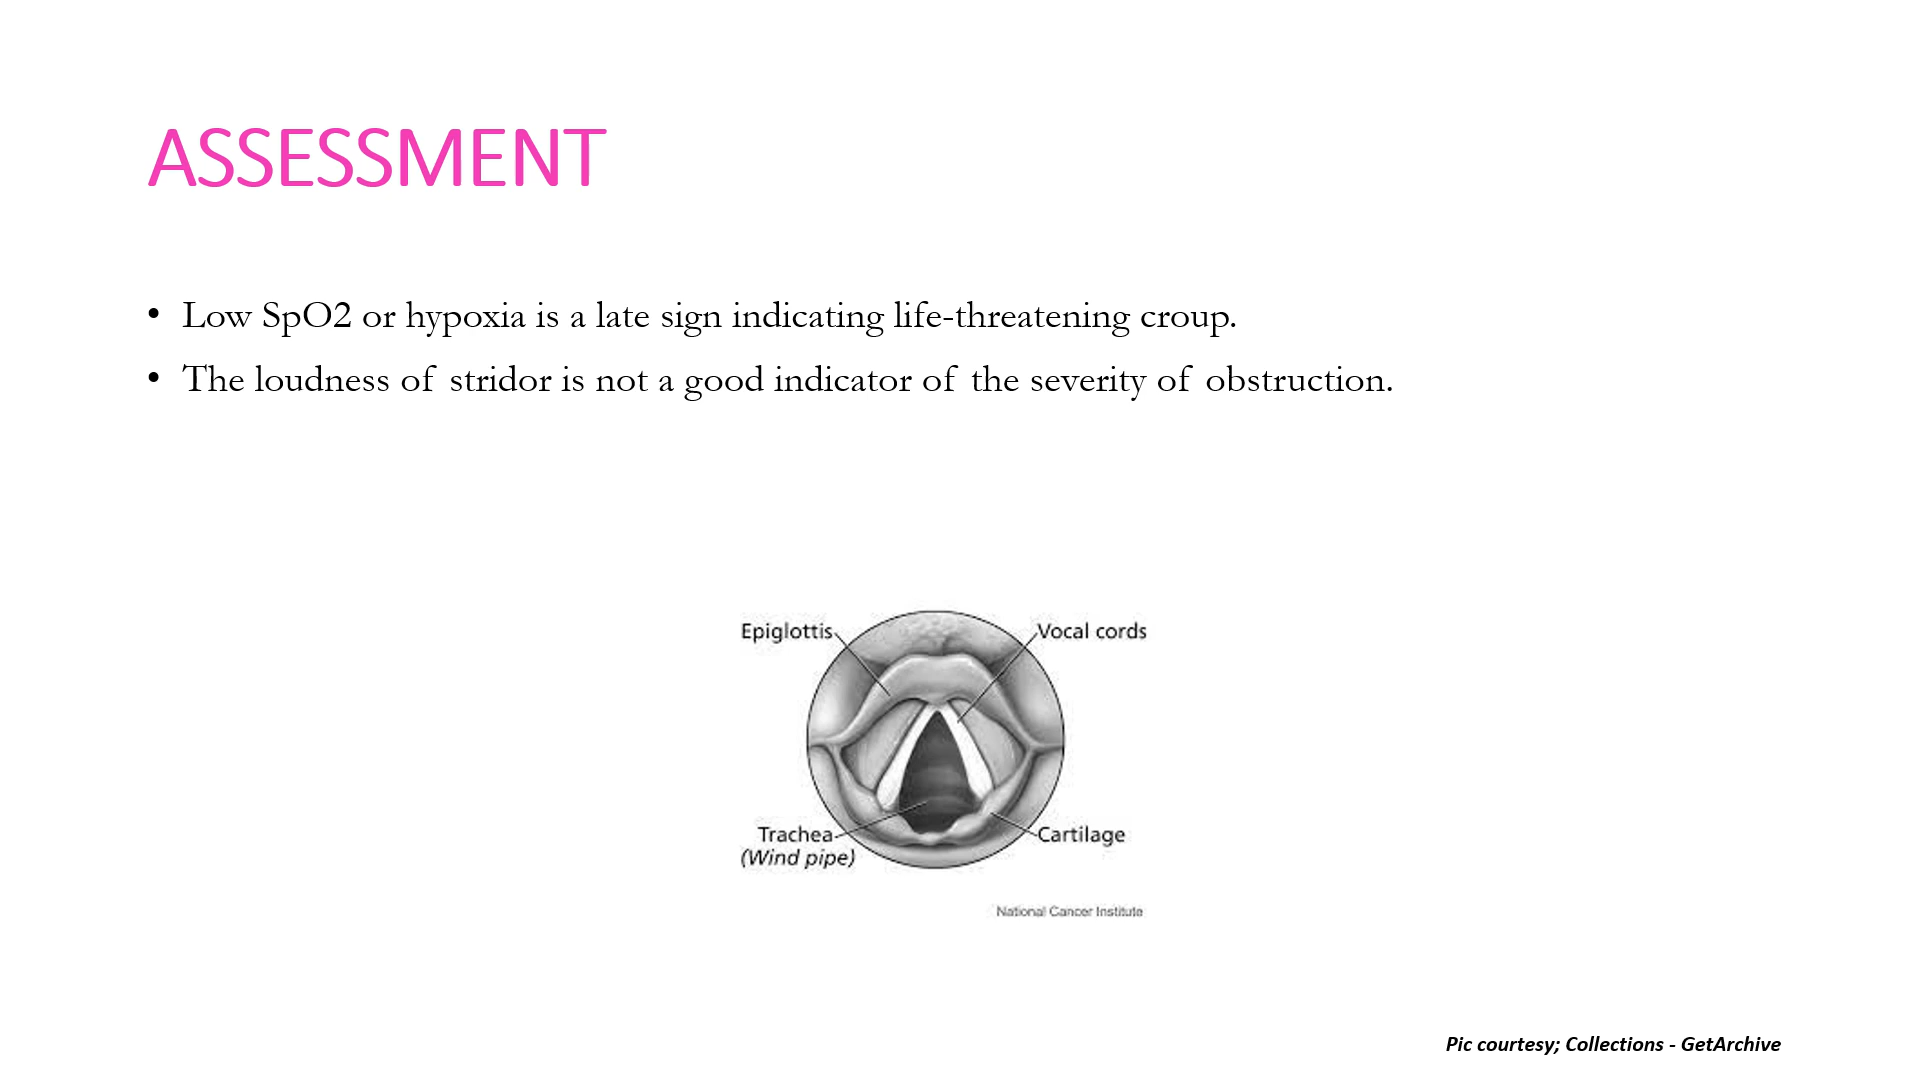 ASSESSMENT
• Low SpO2 or hypoxia is a late sign indicating life-threatening croup.
• The loudness of stridor is not a good indicator of the severity of obstruction.
Epiglottis
Vocal cords
Trachea
(Wind pipe)
Cartilage
National Cancer Institute
Pic courtesy; Collections - GetArchive